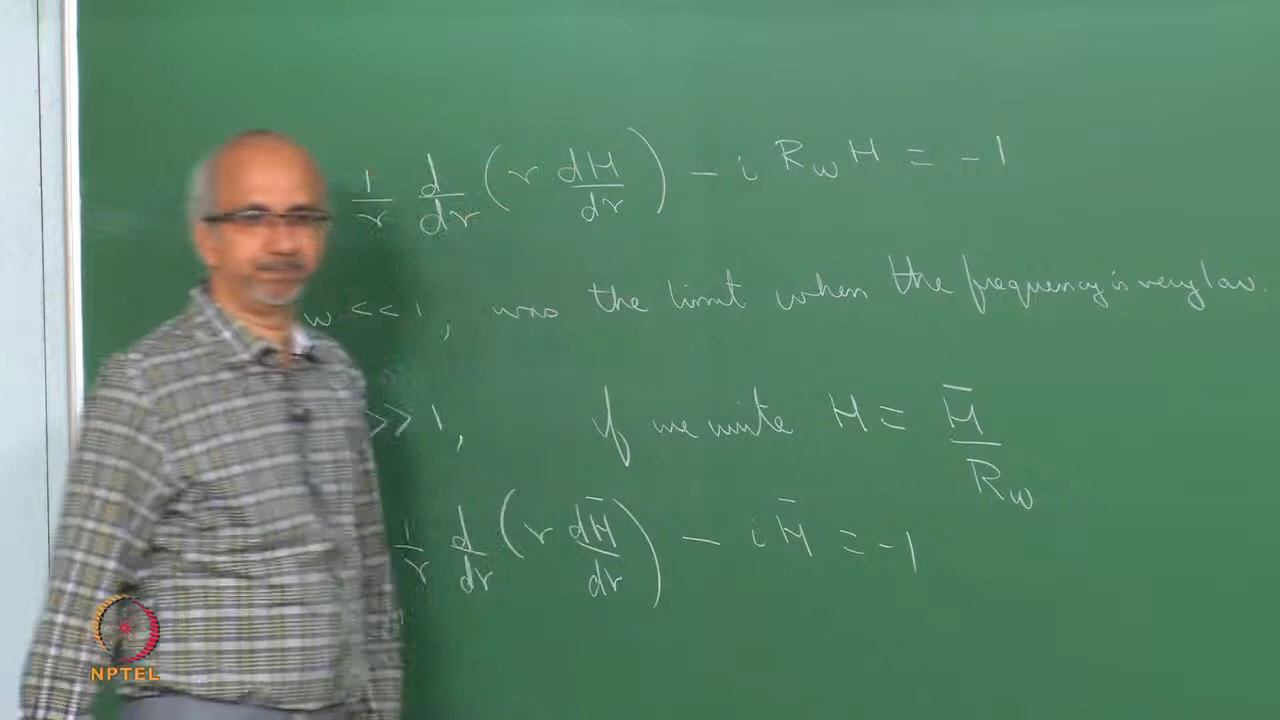 1/r d/dr ( r dH/dr ) - i R_ω H = -1
ω << 1, was the limit when the frequency is very low.
>> 1, If we write H = H̄/R_ω
1/r d/dr ( r dH̄/dr ) - i H̄ = -1
NPTEL